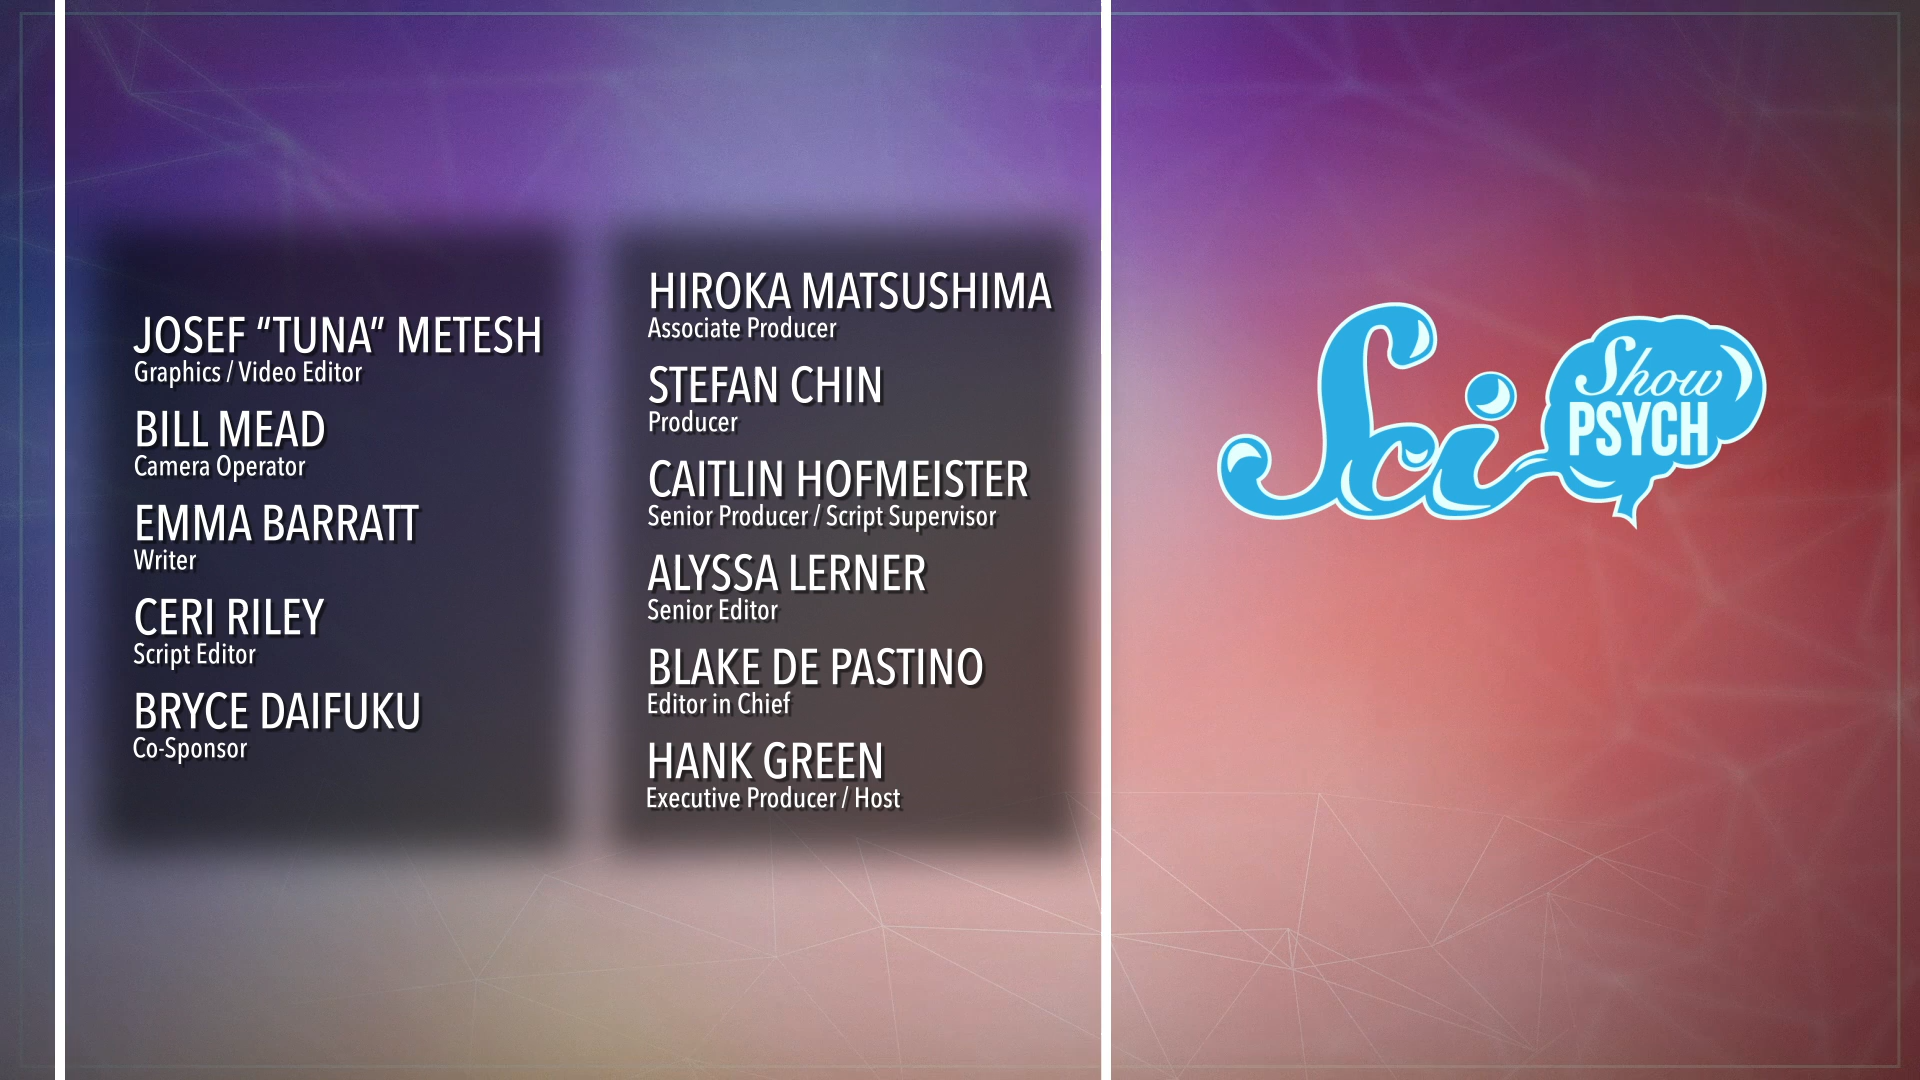 JOSEF “TUNA” METESH
Graphics / Video Editor
BILL MEAD
Camera Operator
EMMA BARRATT
Writer
CERI RILEY
Script Editor
BRYCE DAIFUKU
Co-Sponsor
HIROKA MATSUSHIMA
Associate Producer
STEFAN CHIN
Producer
CAITLIN HOFMEISTER
Senior Producer / Script Supervisor
ALYSSA LERNER
Senior Editor
BLAKE DE PASTINO
Editor in Chief
HANK GREEN
Executive Producer / Host
Sci
Show
PSYCH